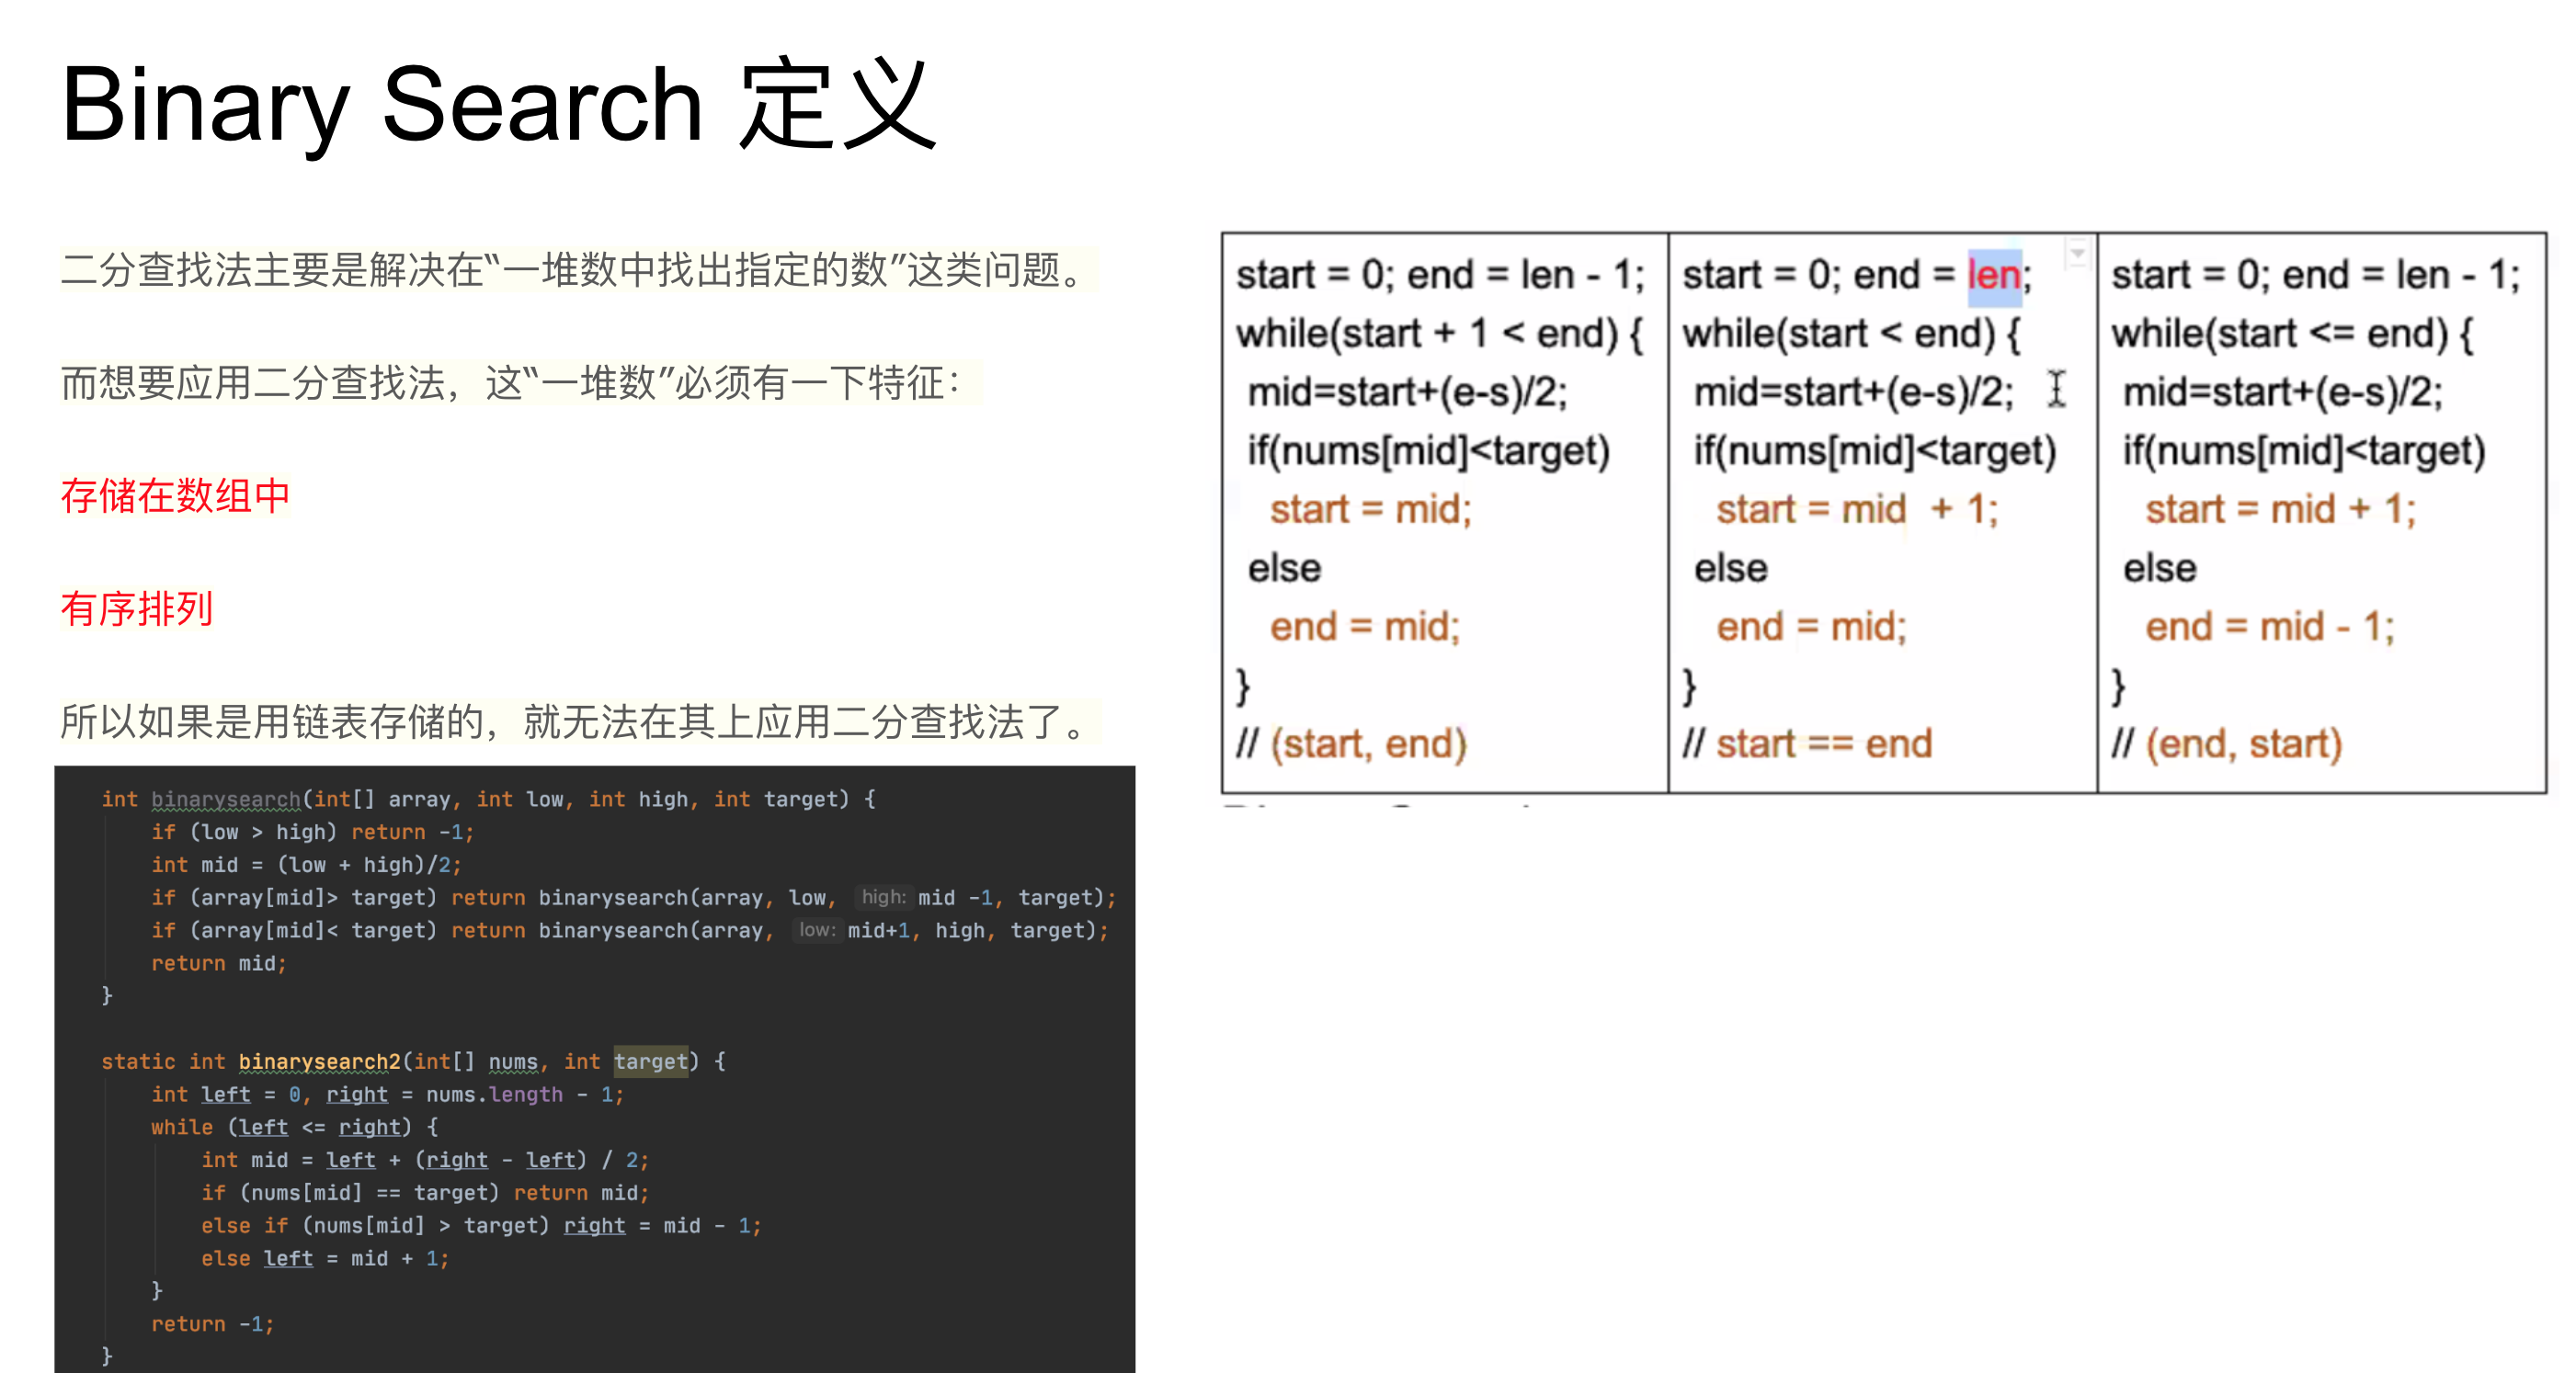 Binary Search 定义
二分查找法主要是解决在“一堆数中找出指定的数”这类问题。
而想要应用二分查找法，这“一堆数”必须有一下特征：
存储在数组中
有序排列
所以如果是用链表存储的，就无法在其上应用二分查找法了。
int binarysearch(int[] array, int low, int high, int target) {
if (low > high) return -1;
int mid = (low + high)/2;
if (array[mid]> target) return binarysearch(array, low, high: mid -1, target);
if (array[mid]< target) return binarysearch(array, low: mid+1, high, target);
return mid;
}
static int binarysearch2(int[] nums, int target) {
int left = 0, right = nums.length - 1;
while (left <= right) {
int mid = left + (right - left) / 2;
if (nums[mid] == target) return mid;
else if (nums[mid] > target) right = mid - 1;
else left = mid + 1;
}
return -1;
}
start = 0; end = len - 1;
while(start + 1 < end) {
mid=start+(e-s)/2;
if(nums[mid]<target)
start = mid;
else
end = mid;
}
// (start, end)
start = 0; end = len;
while(start < end) {
mid=start+(e-s)/2;
if(nums[mid]<target)
start = mid + 1;
else
end = mid;
}
// start == end
start = 0; end = len - 1;
while(start <= end) {
mid=start+(e-s)/2;
if(nums[mid]<target)
start = mid + 1;
else
end = mid - 1;
}
// (end, start)